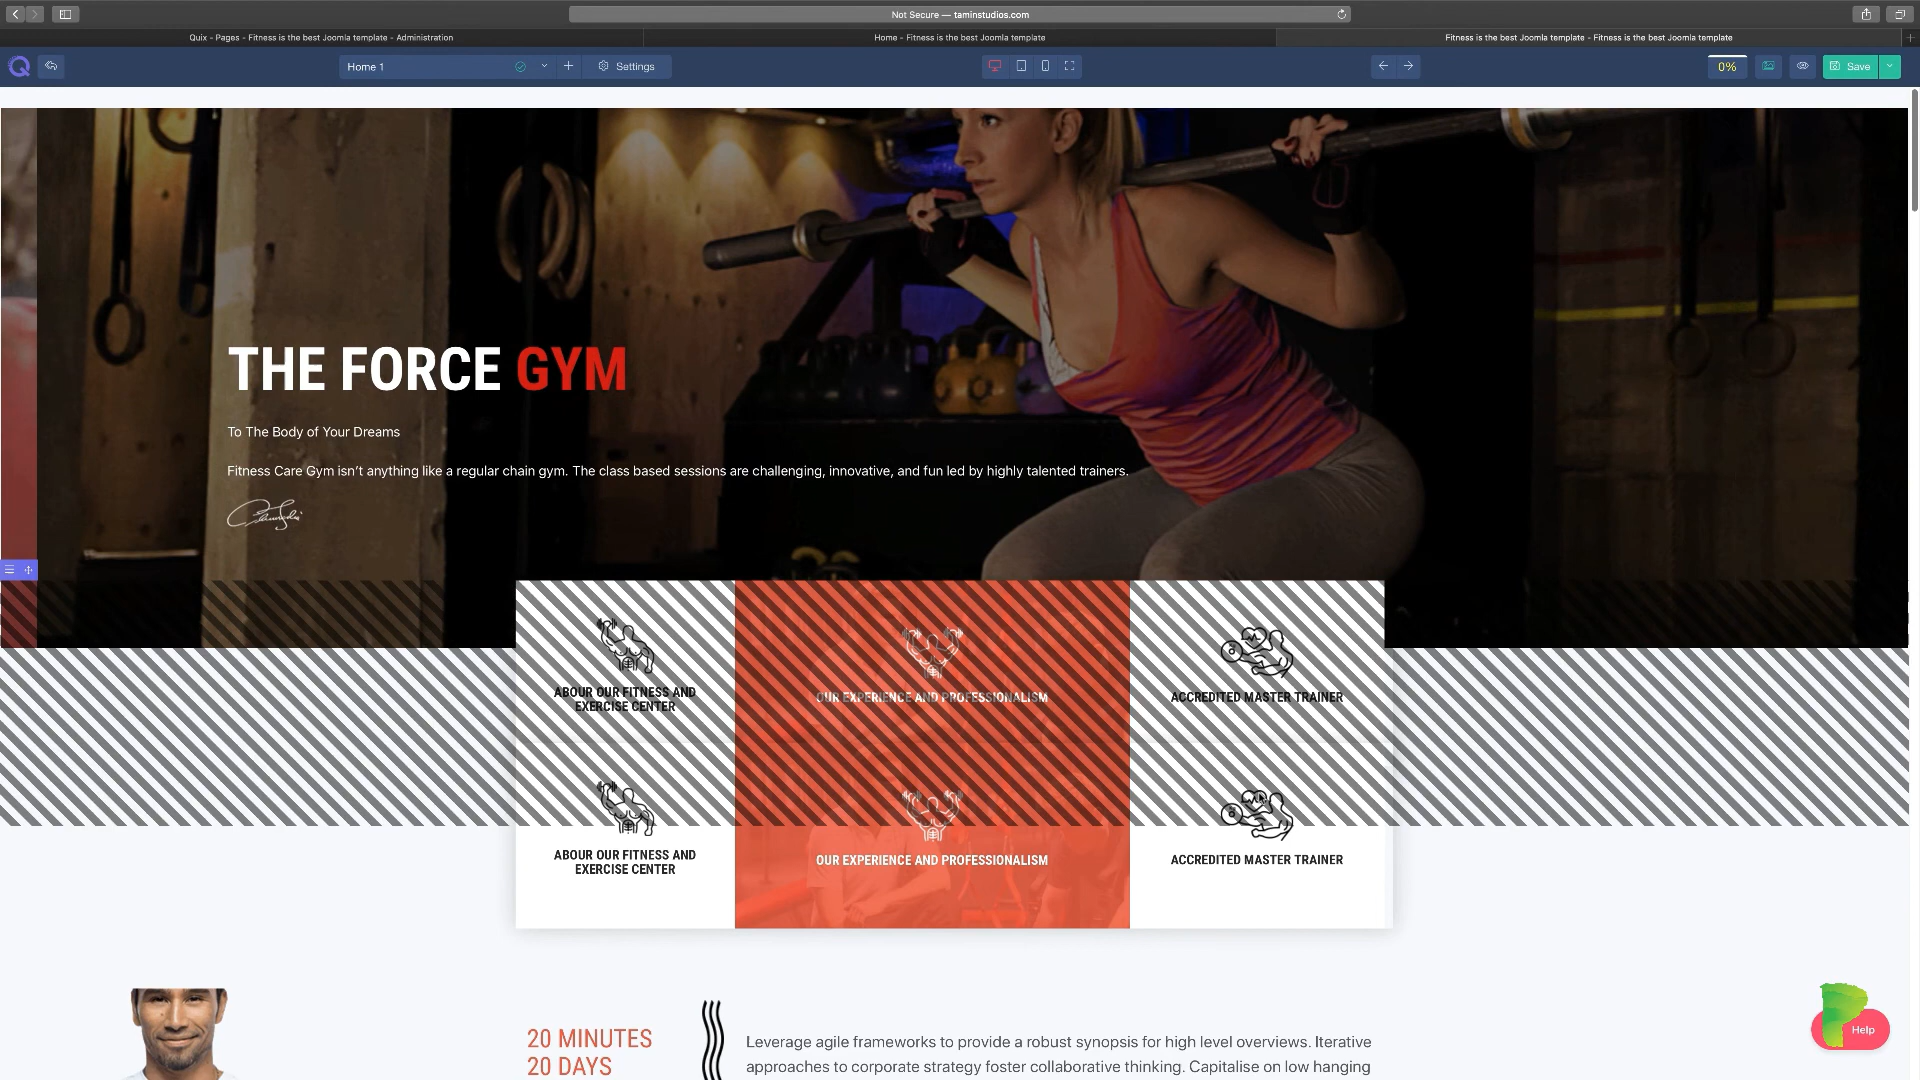 Not Secure — taminstudios.com
Quix - Pages - Fitness is the best Joomla template - Administration
Home - Fitness is the best Joomla template
Fitness is the best Joomla template - Fitness is the best Joomla template
Home 1
Settings
0%
Save
THE FORCE GYM
To The Body of Your Dreams
Fitness Care Gym isn't anything like a regular chain gym. The class based sessions are challenging, innovative, and fun led by highly talented trainers.
ABOUR OUR FITNESS AND
EXERCISE CENTER
OUR EXPERIENCE AND PROFESSIONALISM
ACCREDITED MASTER TRAINER
ABOUR OUR FITNESS AND
EXERCISE CENTER
OUR EXPERIENCE AND PROFESSIONALISM
ACCREDITED MASTER TRAINER
20 MINUTES
20 DAYS
Leverage agile frameworks to provide a robust synopsis for high level overviews. Iterative
approaches to corporate strategy foster collaborative thinking. Capitalise on low hanging
Help